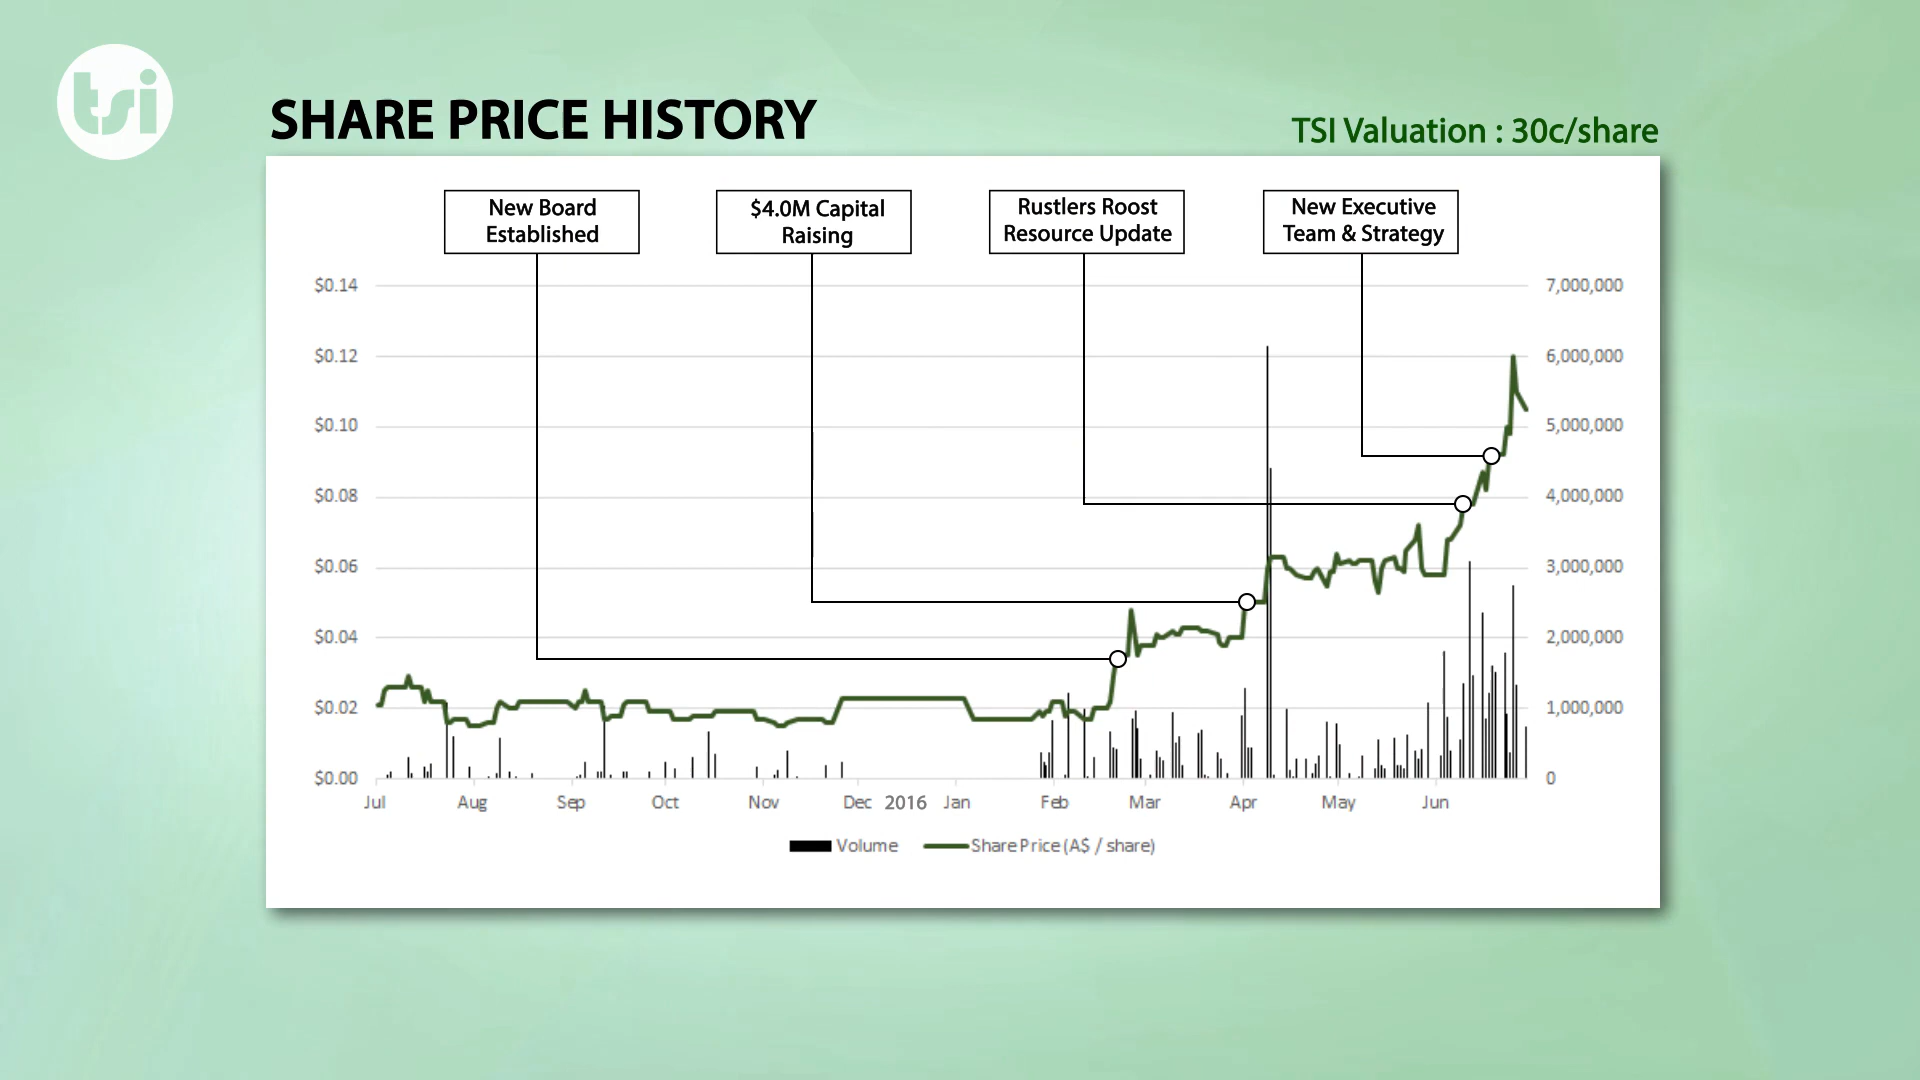 tsi
SHARE PRICE HISTORY
TSI Valuation : 30c/share
New Board
Established
$4.0M Capital
Raising
Rustlers Roost
Resource Update
New Executive
Team & Strategy
$0.14
$0.12
$0.10
$0.08
$0.06
$0.04
$0.02
$0.00
7,000,000
6,000,000
5,000,000
4,000,000
3,000,000
2,000,000
1,000,000
0
Jul Aug Sep Oct Nov Dec 2016 Jan Feb Mar Apr May Jun
Volume Share Price (A$ / share)